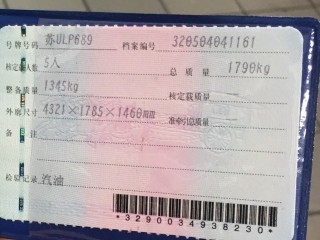 号牌号码 苏ULP689 档案编号 320504041161
核定载人数 5人 总质量 1790kg
整备质量 1345kg 核定载质量 --
外廓尺寸 4321×1785×1460mm 准牵引总质量 --
备注
检验记录 汽油
*3290034938230*